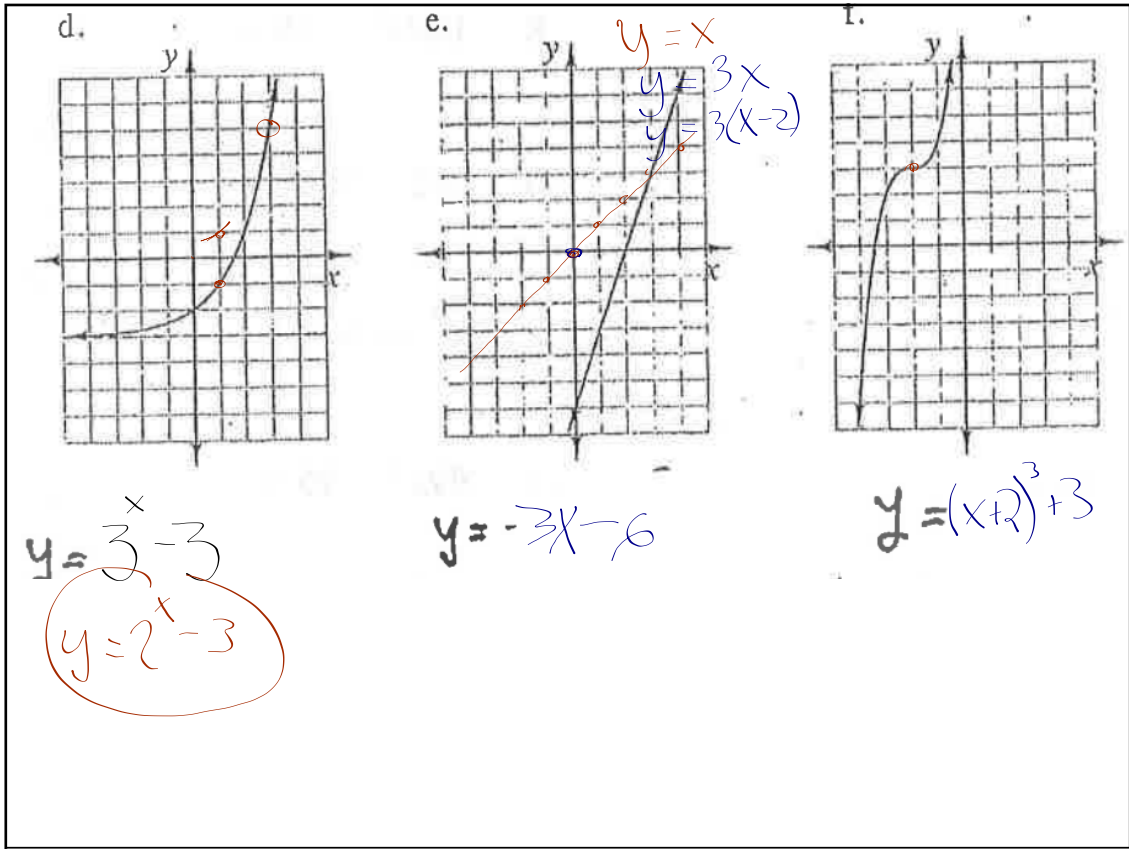 d.
e.
f.
y
x
y
x
y
x
y = x
y = 3x
y = 3(x-2)
y = 3^x - 3
y = 2^x - 3
y = -3x - 6
y = (x+2)^3 + 3